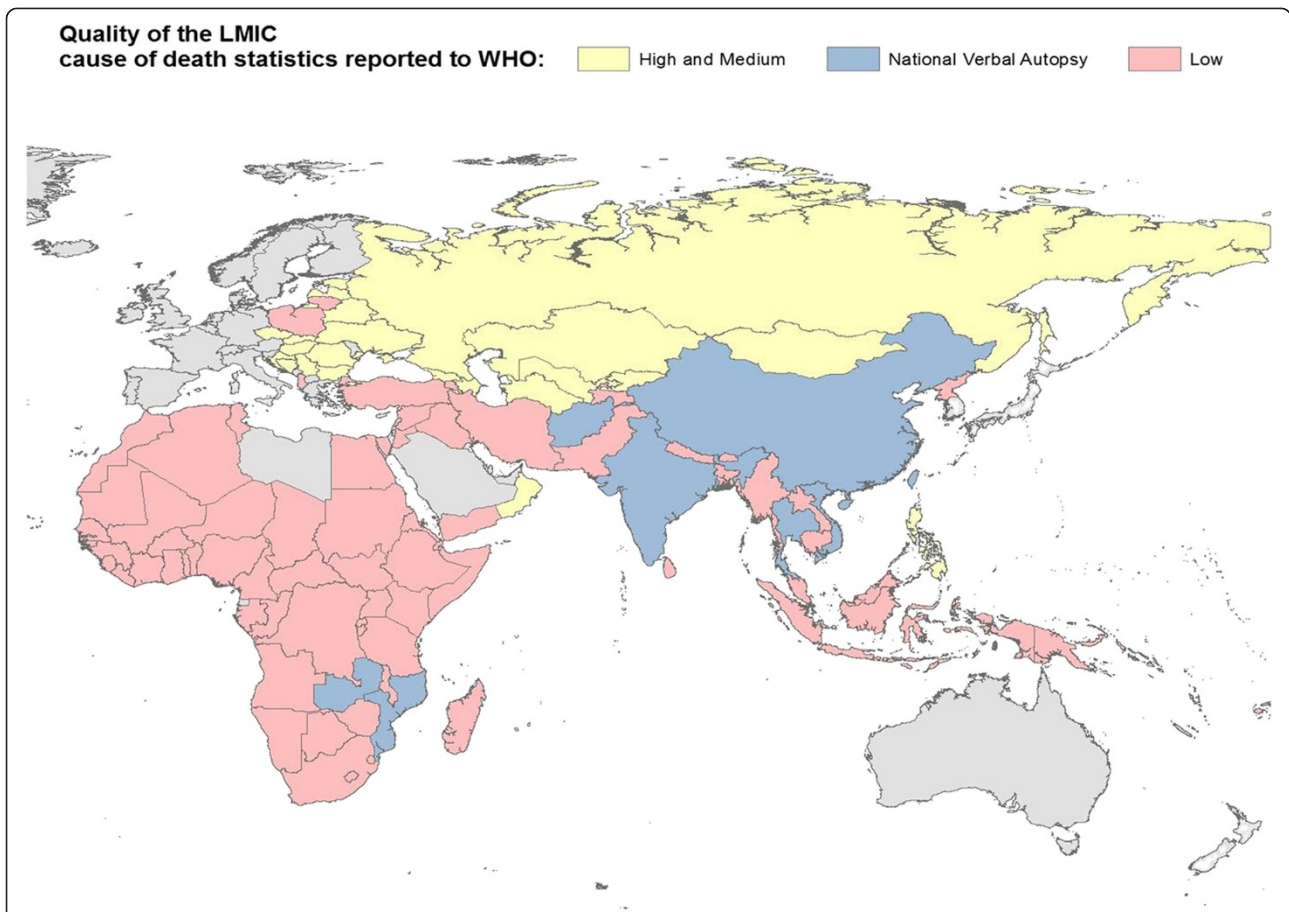 Quality of the LMIC
cause of death statistics reported to WHO:
High and Medium
National Verbal Autopsy
Low